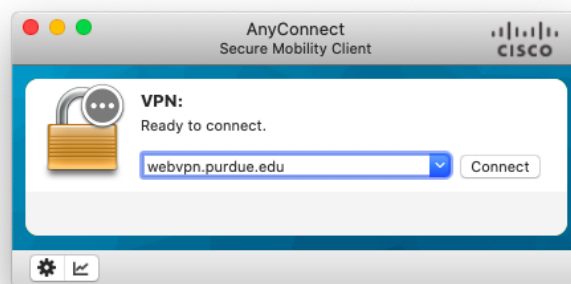 AnyConnect
Secure Mobility Client
CISCO
VPN:
Ready to connect.
webvpn.purdue.edu
Connect